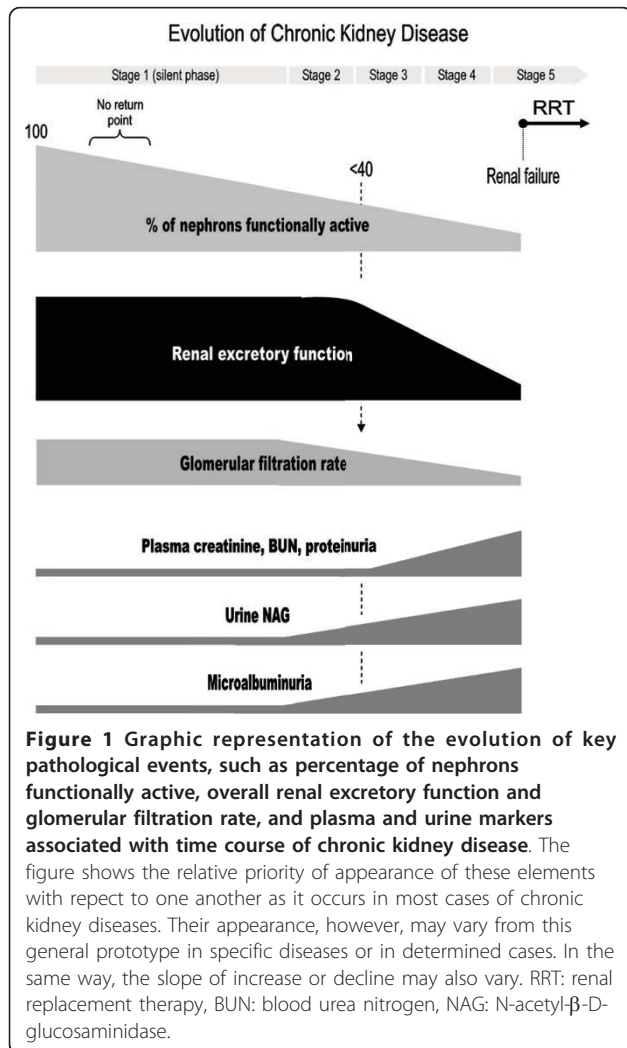 Evolution of Chronic Kidney Disease
Stage 1 (silent phase) Stage 2 Stage 3 Stage 4 Stage 5
No return
point
RRT
100
<40
Renal failure
% of nephrons functionally active
Renal excretory function
Glomerular filtration rate
Plasma creatinine, BUN, proteinuria
Urine NAG
Microalbuminuria
Figure 1 Graphic representation of the evolution of key
pathological events, such as percentage of nephrons
functionally active, overall renal excretory function and
glomerular filtration rate, and plasma and urine markers
associated with time course of chronic kidney disease. The
figure shows the relative priority of appearance of these elements
with repect to one another as it occurs in most cases of chronic
kidney diseases. Their appearance, however, may vary from this
general prototype in specific diseases or in determined cases. In the
same way, the slope of increase or decline may also vary. RRT: renal
replacement therapy, BUN: blood urea nitrogen, NAG: N-acetyl-β-D-
glucosaminidase.